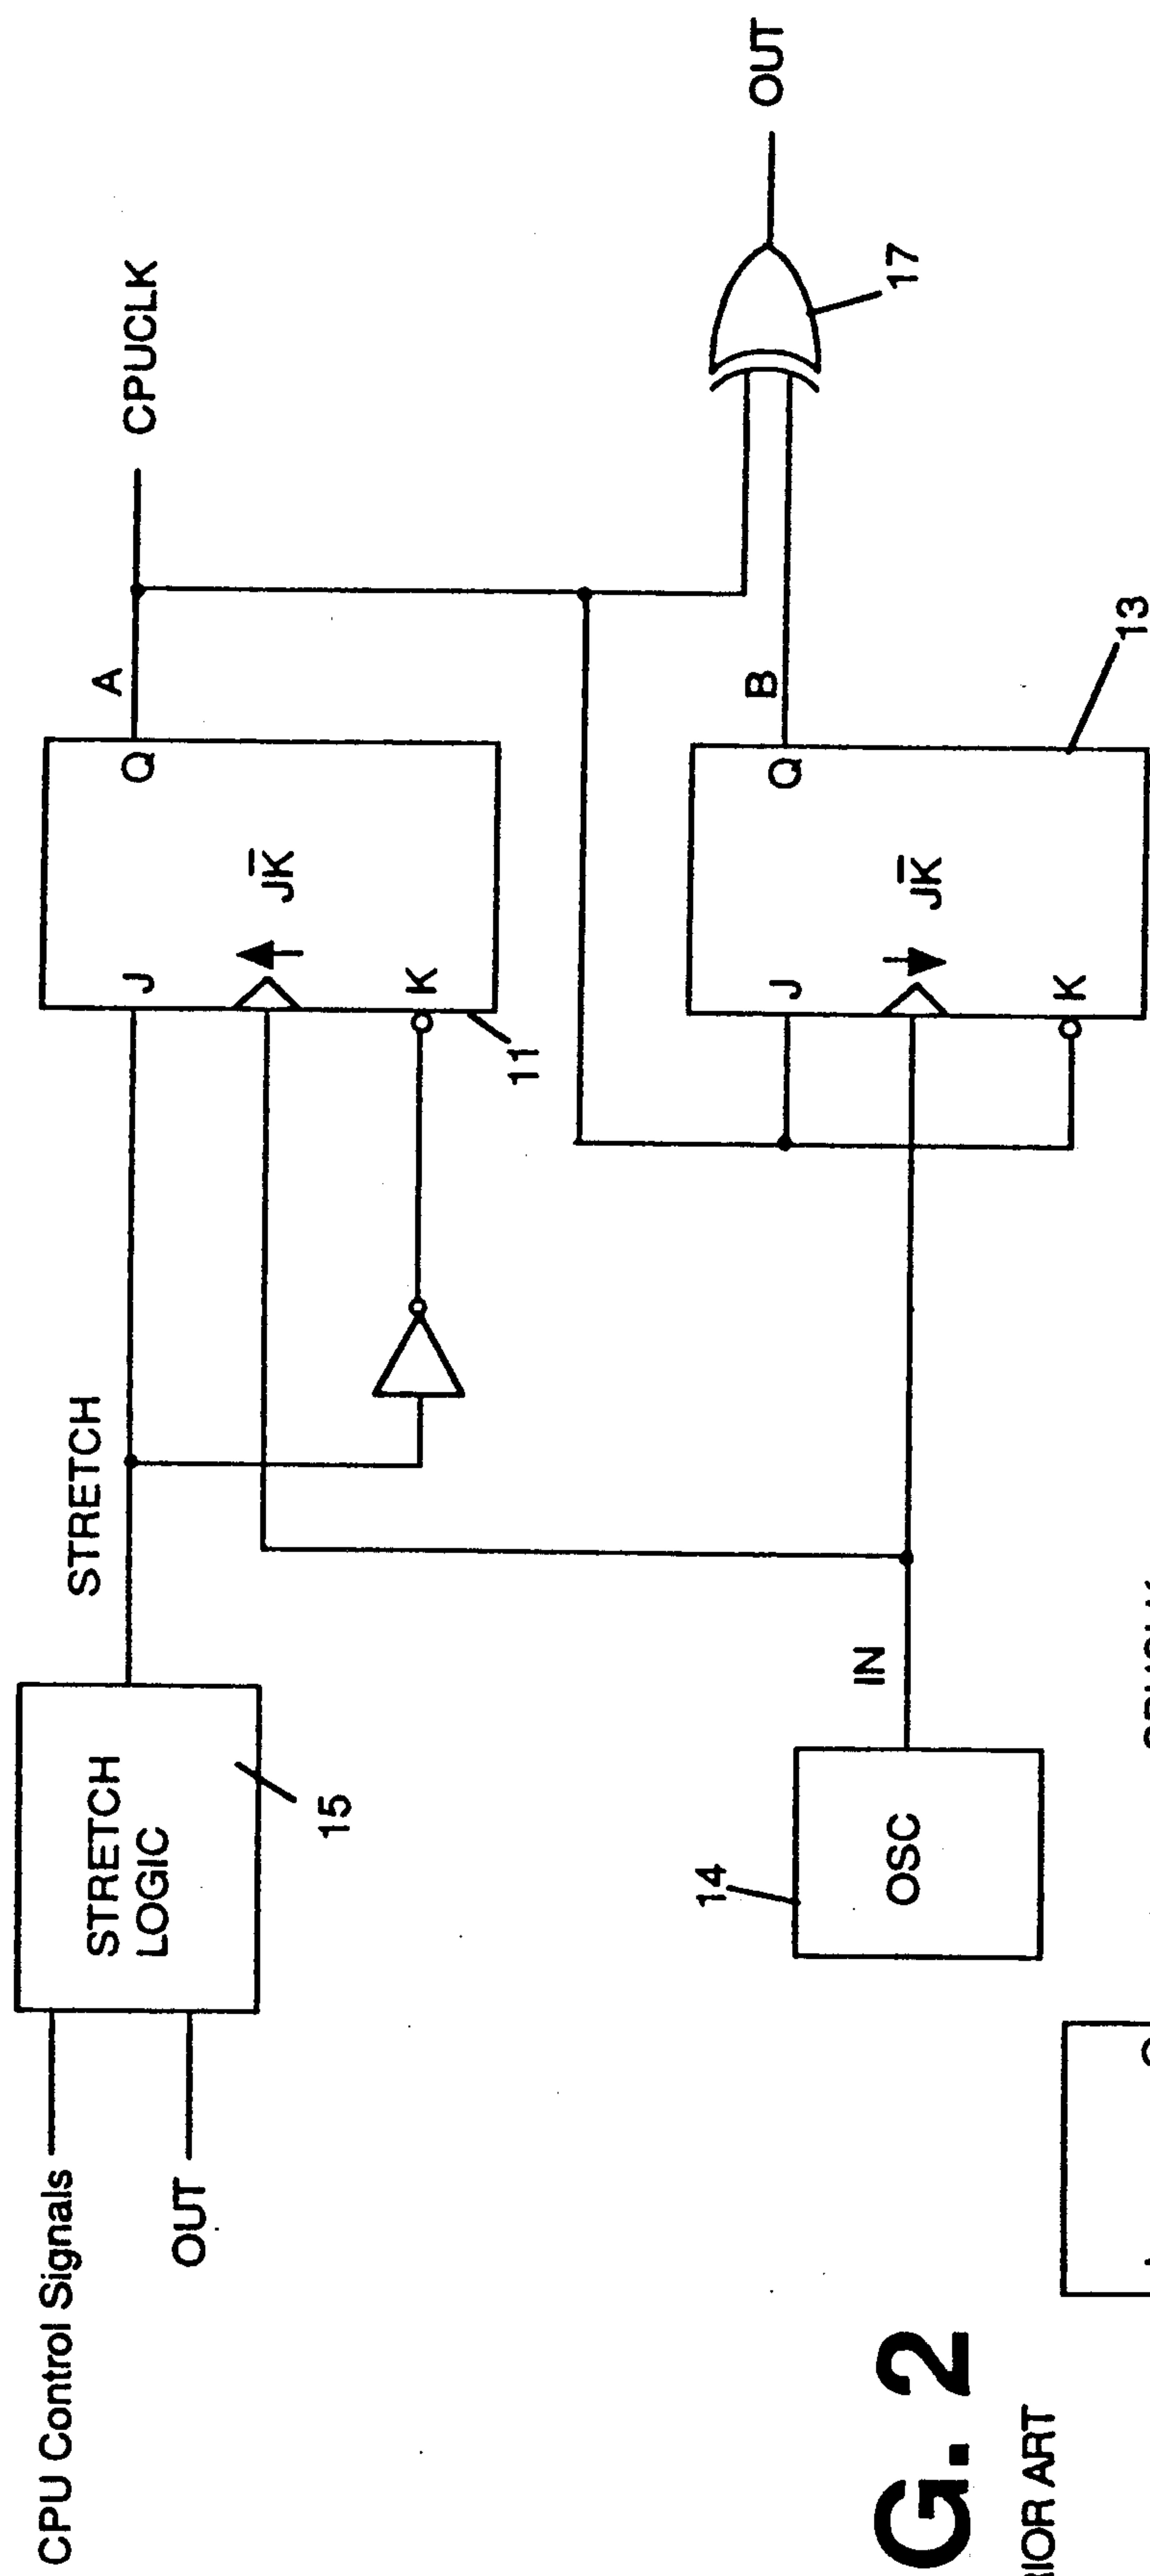 CPU Control Signals
OUT
STRETCH
LOGIC
15
STRETCH
J
K
J̅K̅
Q
11
A
CPUCLK
14
OSC
IN
J
K
JK̅
Q
13
B
17
OUT
G. 2
IOR ART